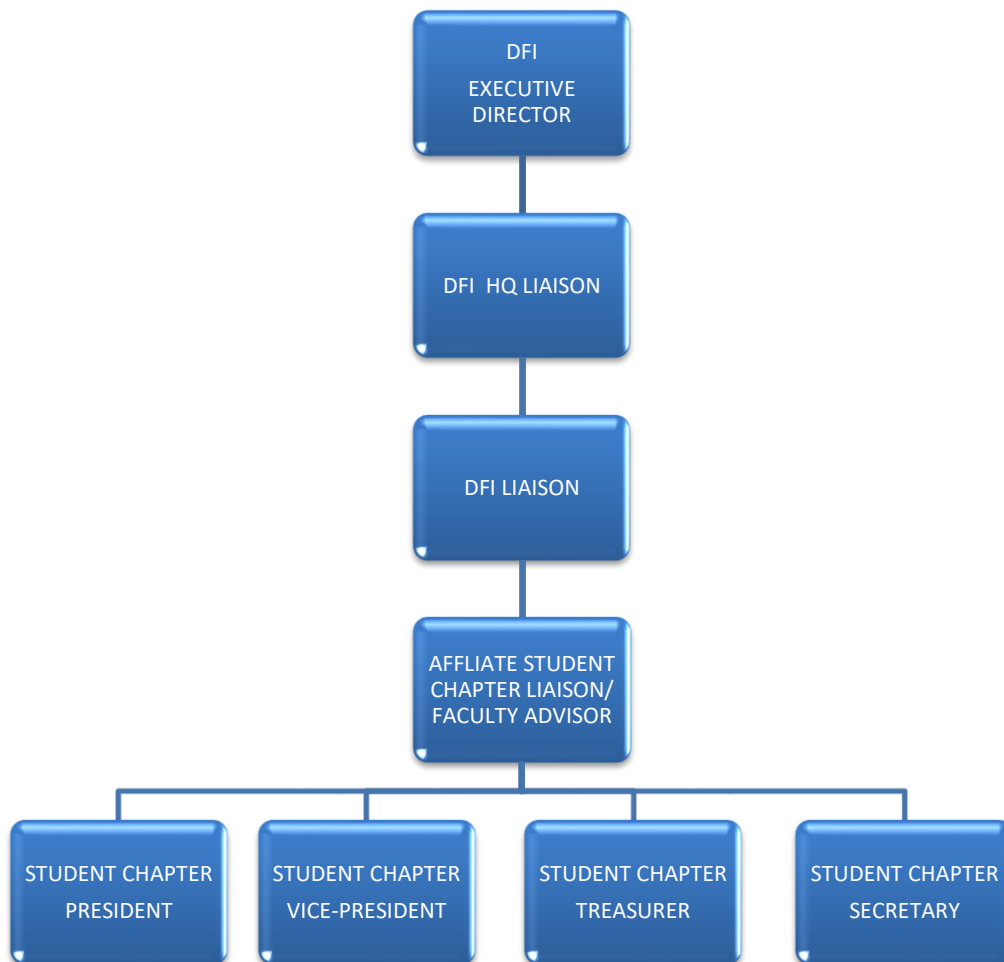 DFI
EXECUTIVE
DIRECTOR
DFI HQ LIAISON
DFI LIAISON
AFFLIATE STUDENT
CHAPTER LIAISON/
FACULTY ADVISOR
STUDENT CHAPTER
PRESIDENT
STUDENT CHAPTER
VICE-PRESIDENT
STUDENT CHAPTER
TREASURER
STUDENT CHAPTER
SECRETARY